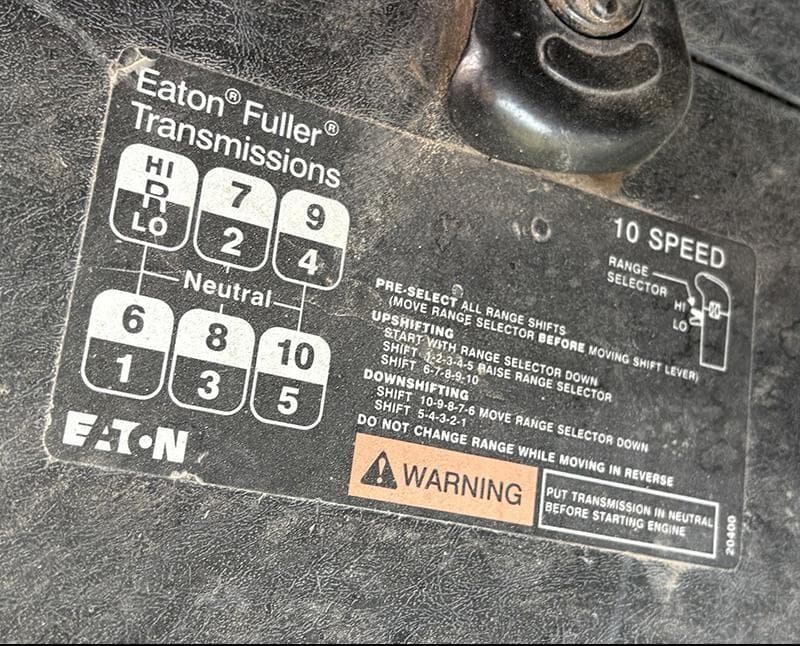 Eaton® Fuller®
Transmissions
HI
R
LO
7
2
9
4
Neutral
6
1
8
3
10
5
EATON
10 SPEED
RANGE
SELECTOR
HI
LO
PRE-SELECT ALL RANGE SHIFTS
(MOVE RANGE SELECTOR BEFORE MOVING SHIFT LEVER)
UPSHIFTING
START WITH RANGE SELECTOR DOWN
SHIFT 1-2-3-4-5 RAISE RANGE SELECTOR
SHIFT 6-7-8-9-10
DOWNSHIFTING
SHIFT 10-9-8-7-6 MOVE RANGE SELECTOR DOWN
SHIFT 5-4-3-2-1
DO NOT CHANGE RANGE WHILE MOVING IN REVERSE
WARNING
PUT TRANSMISSION IN NEUTRAL
BEFORE STARTING ENGINE
20400